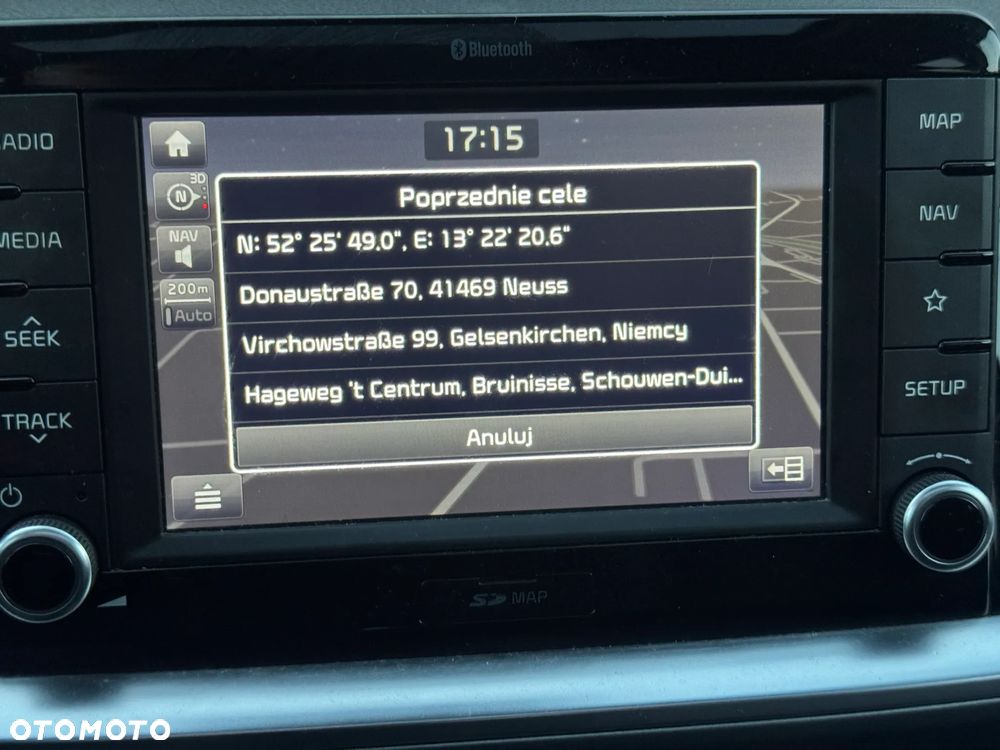 Bluetooth
RADIO
MEDIA
SEEK
TRACK
17:15
3D
N
NAV
200m
Auto
Poprzednie cele
N: 52° 25' 49.0", E: 13° 22' 20.6"
Donaustraße 70, 41469 Neuss
Virchowstraße 99, Gelsenkirchen, Niemcy
Hageweg 't Centrum, Bruinisse, Schouwen-Dui...
Anuluj
MAP
NAV
SETUP
SD MAP
OTOMOTO